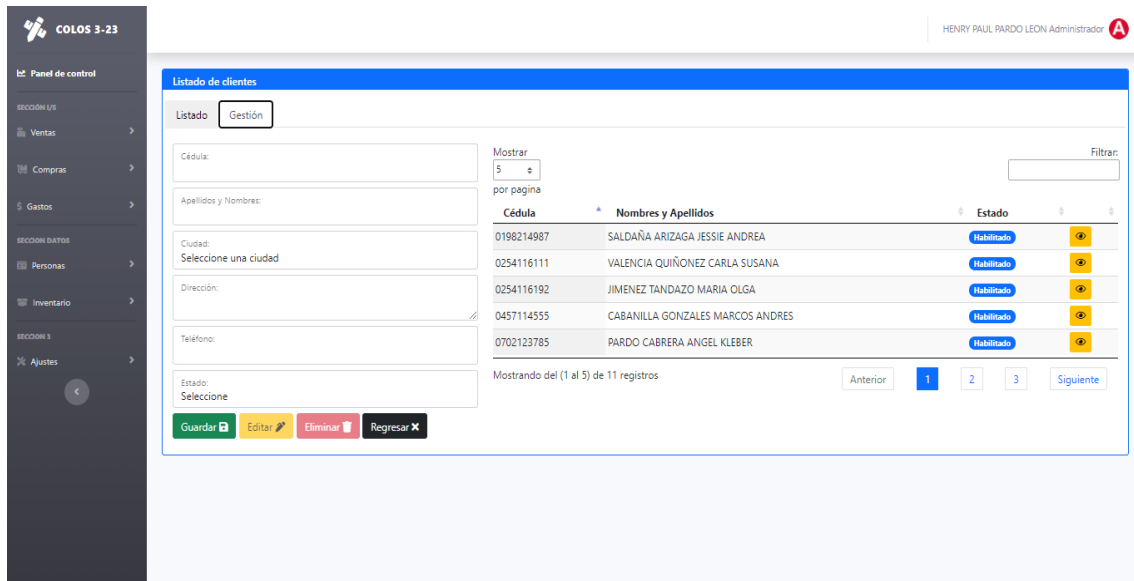 COLOS 3-23
HENRY PAUL PARDO LEON Administrador
Panel de control
SECCIÓN I/S
Ventas
Compras
$ Gastos
SECCION DATOS
Personas
Inventario
SECCION 3
Ajustes
Listado de clientes
Listado Gestión
Cédula:
Apellidos y Nombres:
Ciudad:
Seleccione una ciudad
Dirección:
Teléfono:
Estado:
Seleccione
Guardar Editar Eliminar Regresar
Mostrar
5
por pagina
Filtrar:
Cédula Nombres y Apellidos Estado
0198214987 SALDAÑA ARIZAGA JESSIE ANDREA Habilitado
0254116111 VALENCIA QUIÑONEZ CARLA SUSANA Habilitado
0254116192 JIMENEZ TANDAZO MARIA OLGA Habilitado
0457114555 CABANILLA GONZALES MARCOS ANDRES Habilitado
0702123785 PARDO CABRERA ANGEL KLEBER Habilitado
Mostrando del (1 al 5) de 11 registros
Anterior 1 2 3 Siguiente